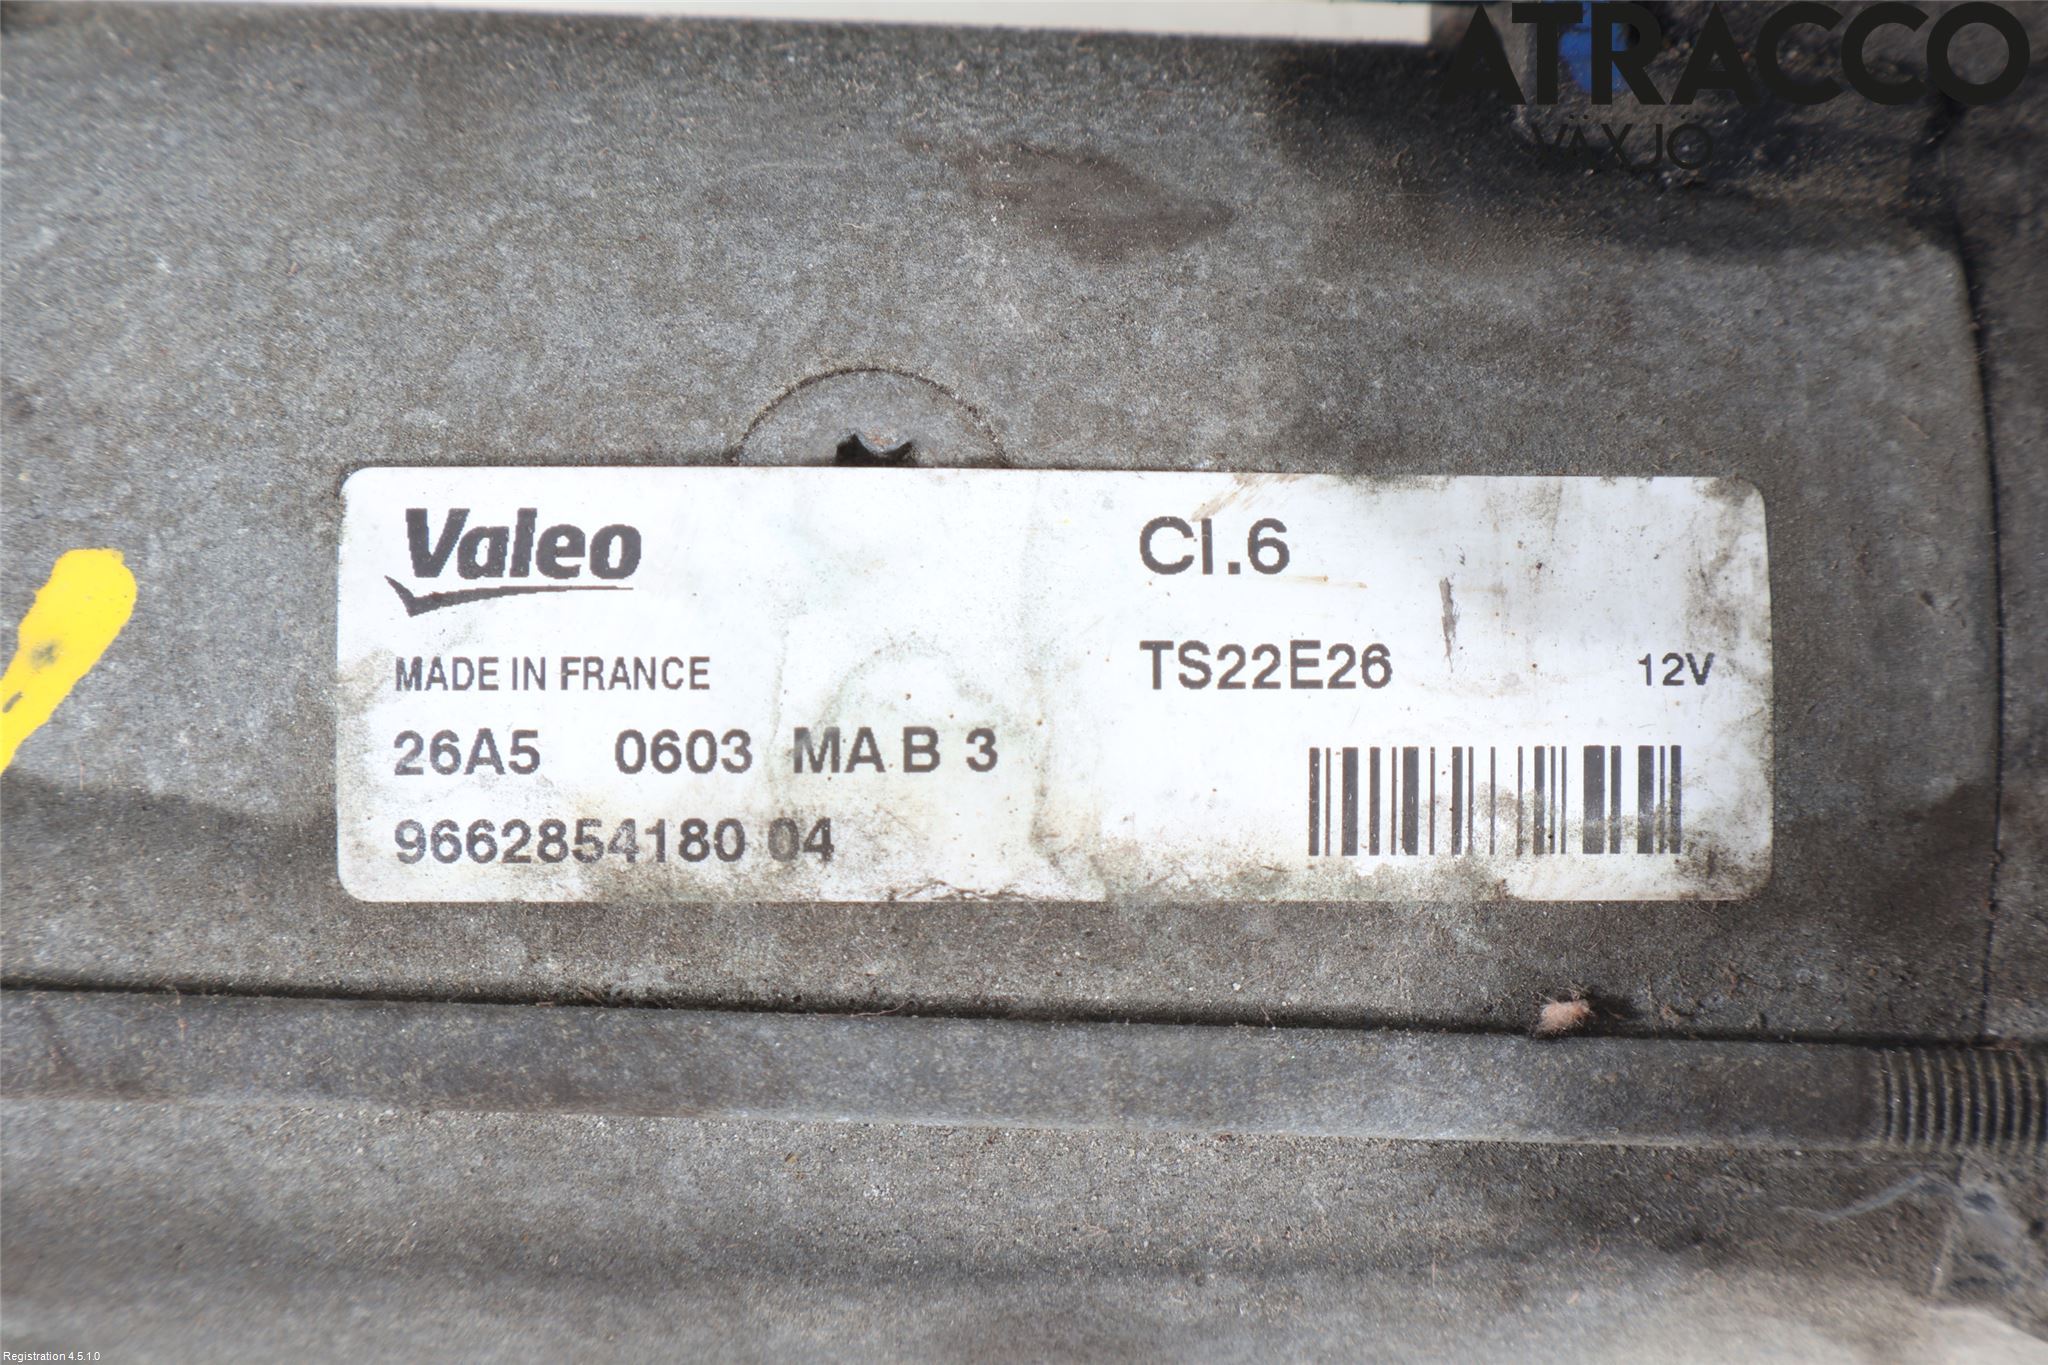 ATRACCO
VÄXJÖ
Valeo
MADE IN FRANCE
26A5 0603 MA B 3
9662854180 04
Cl.6
TS22E26 12V
Registration 4.5.1.0